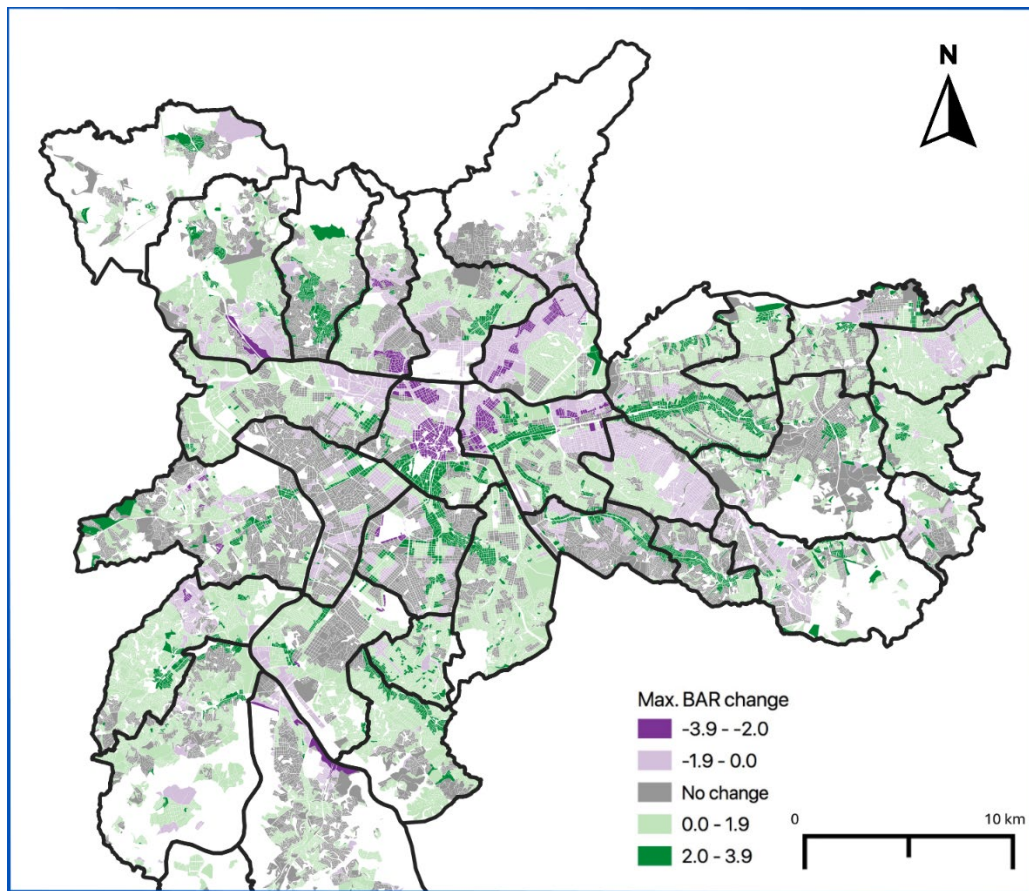 N
Max. BAR change
-3.9 - -2.0
-1.9 - 0.0
No change
0.0 - 1.9
2.0 - 3.9
0 10 km